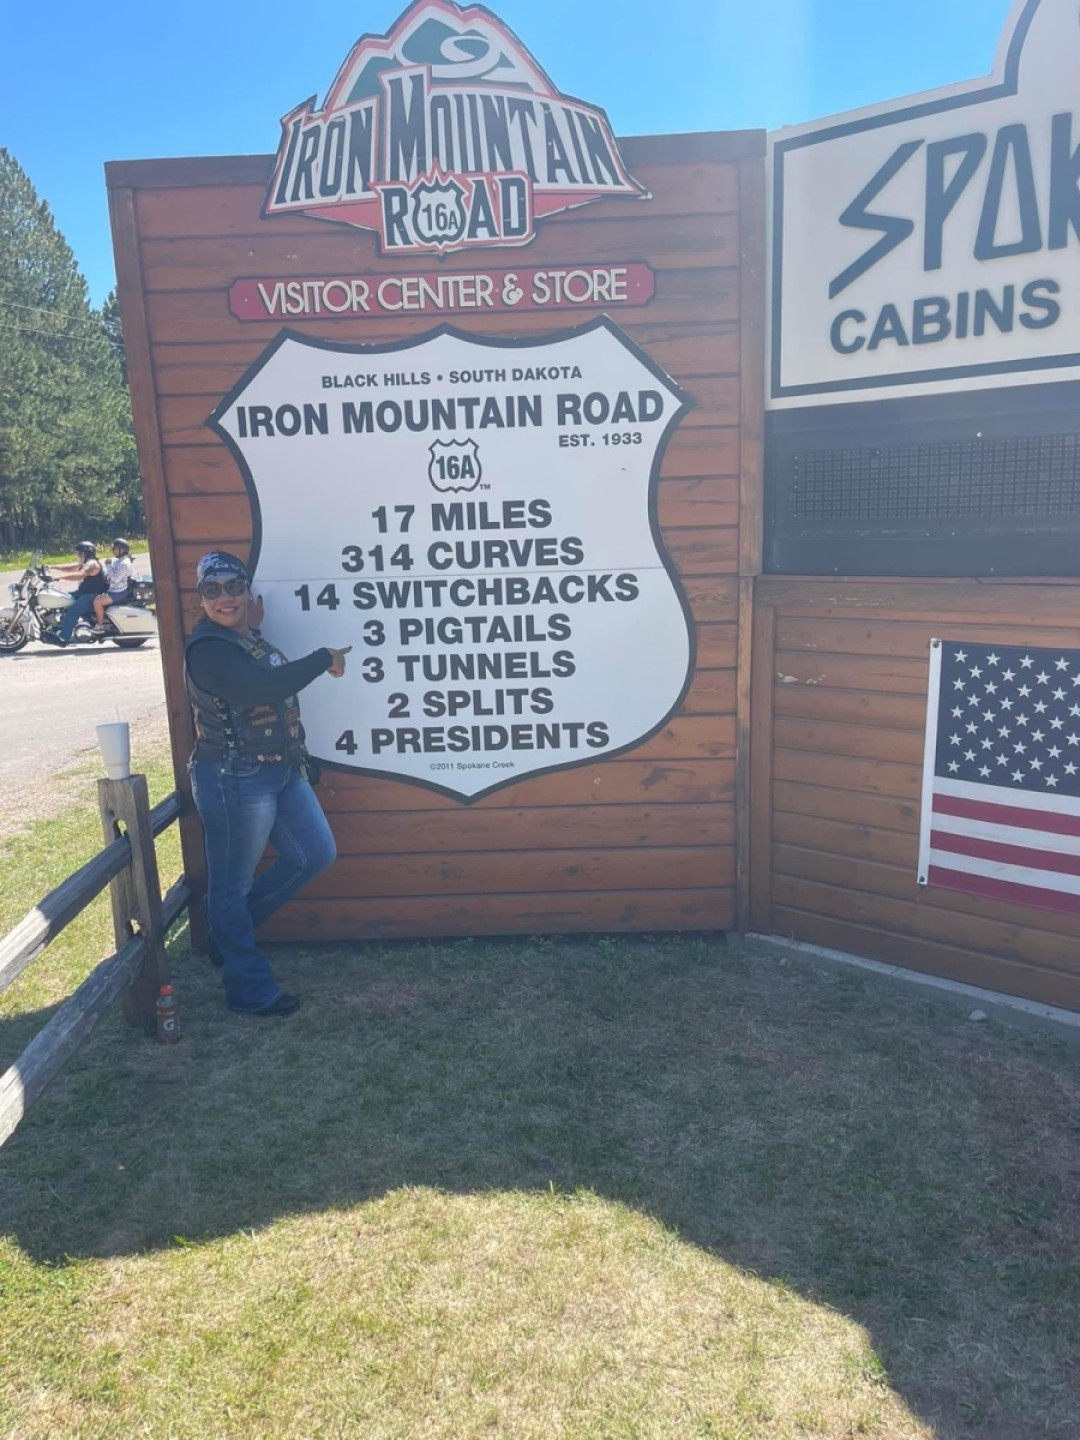 IRON MOUNTAIN
ROAD
16A
VISITOR CENTER & STORE
BLACK HILLS • SOUTH DAKOTA
IRON MOUNTAIN ROAD
EST. 1933
16A™
17 MILES
314 CURVES
14 SWITCHBACKS
3 PIGTAILS
3 TUNNELS
2 SPLITS
4 PRESIDENTS
©2011 Spokane Creek
SPOK
CABINS
G